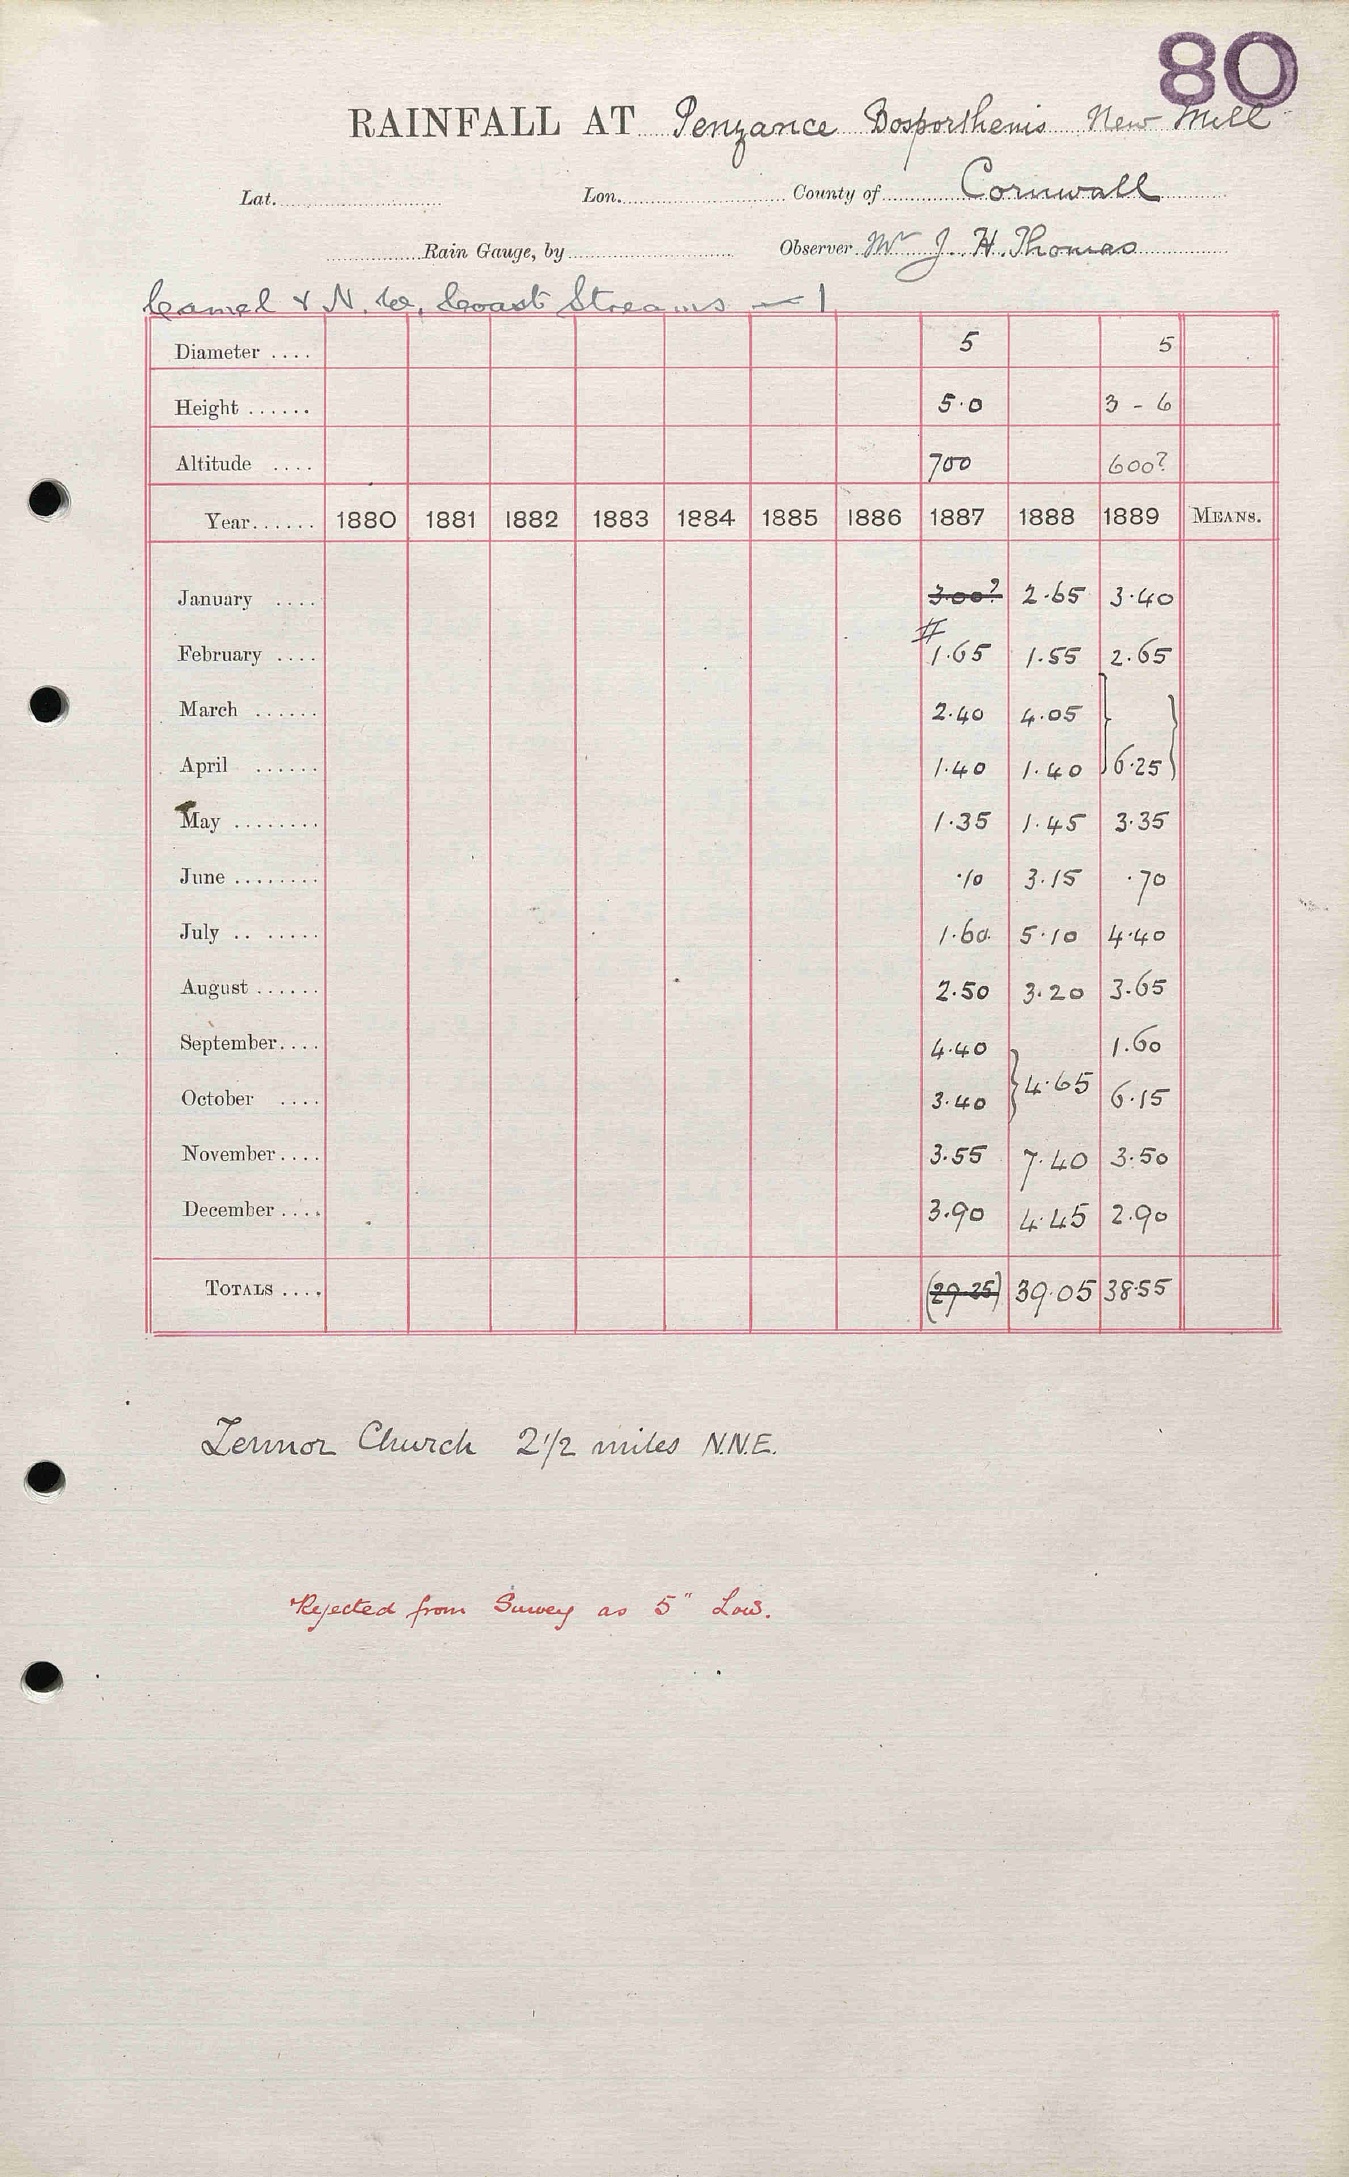 80
RAINFALL AT Penzance Bosporthenis New Mill
Lat. Lon. County of Cornwall
Rain Gauge, by Observer Mr J. H. Thomas
Camel & N. W. Coast Streams — 1
Diameter .... 5 5
Height ...... 5.0 3 - 6
Altitude .... 700 600?
Year...... 1880 1881 1882 1883 1884 1885 1886 1887 1888 1889 MEANS.
January .... 3.00? 2.65 3.40
February .... # 1.65 1.55 2.65
March ...... 2.40 4.05
April ...... 1.40 1.40 6.25
May ........ 1.35 1.45 3.35
June ........ .10 3.15 .70
July .. ..... 1.60 5.10 4.40
August ...... 2.50 3.20 3.65
September.... 4.40 1.60
October .... 3.40 } 4.65 6.15
November.... 3.55 7.40 3.50
December .... 3.90 4.45 2.90
TOTALS .... (29.25) 39.05 38.55
Zennor Church 2 1/2 miles N.N.E.
Rejected from Survey as 5" Low.